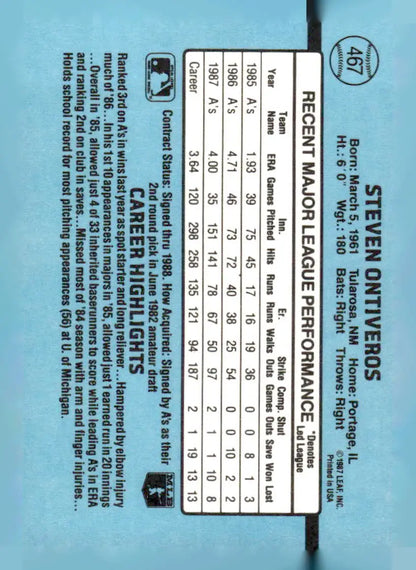 467
STEVEN ONTIVEROS
Born: March 5, 1961 Tularosa, NM Home: Portage, IL
Ht.: 6' 0" Wgt.: 180 Bats: Right Throws: Right
© 1987 LEAF, INC.
Printed in USA
RECENT MAJOR LEAGUE PERFORMANCE
*Denotes
Led League
Team Inn. Er. Strike Comp. Shut
Year Name ERA Games Pitched Hits Runs Runs Walks Outs Games Outs Save Won Lost
1985 A's 1.93 39 75 45 17 16 19 36 0 0 8 1 3
1986 A's 4.71 46 73 72 40 38 25 54 0 0 10 2 2
1987 A's 4.00 35 151 141 78 67 50 97 2 1 1 10 8
Career 3.64 120 298 258 135 121 94 187 2 1 19 13 13
Contract Status: Signed thru 1988. How Acquired: Signed by A's as their
2nd round pick in June 1982 amateur draft
MLB
CAREER HIGHLIGHTS
Ranked 3rd on A's in wins last year as spot starter and long reliever...Hampered by elbow injury
much of '86...In his 1st 10 appearances in majors in '85, allowed just 1 earned run in 20 innings
...Overall in '85, allowed just 4 of 33 inherited baserunners to score while leading A's in ERA
and ranking 2nd on club in saves...Missed most of '84 season with arm and finger injuries...
Holds school record for most pitching appearances (56) at U. of Michigan.